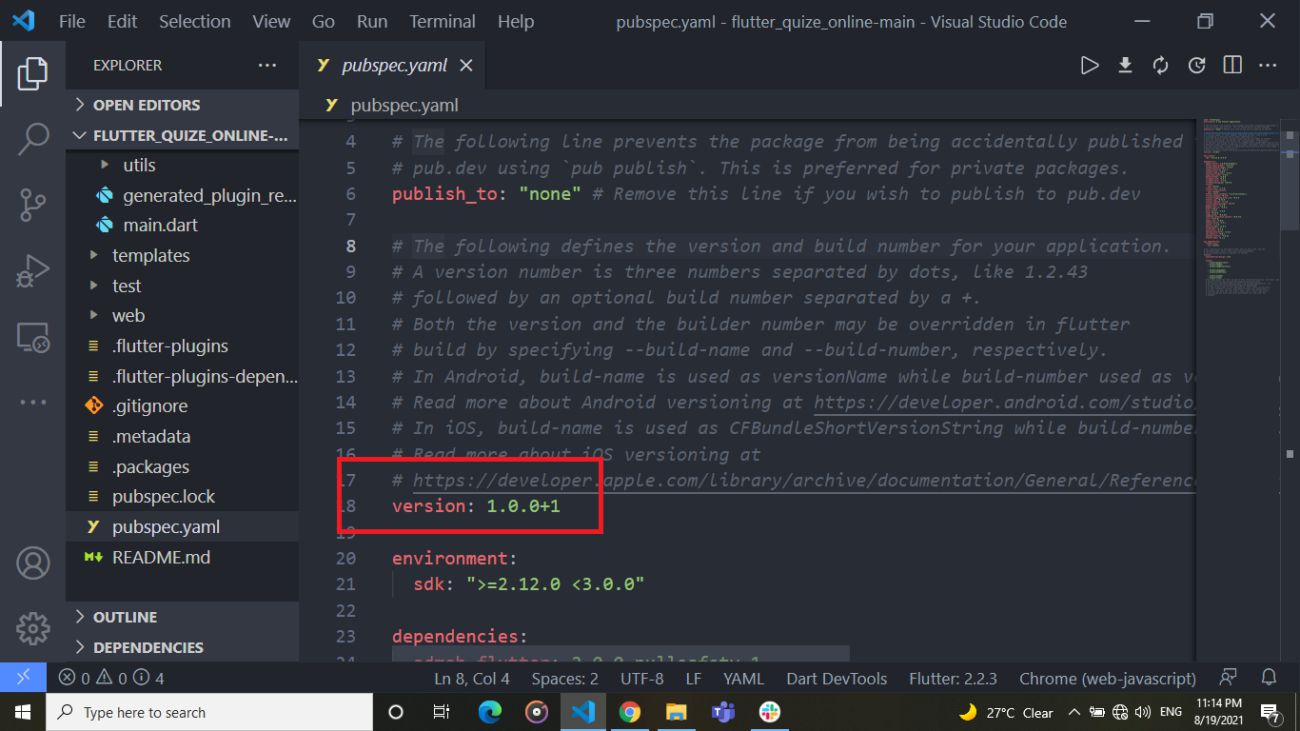 File Edit Selection View Go Run Terminal Help pubspec.yaml - flutter_quize_online-main - Visual Studio Code
EXPLORER
OPEN EDITORS
FLUTTER_QUIZE_ONLINE-...
utils
generated_plugin_re...
main.dart
templates
test
web
.flutter-plugins
.flutter-plugins-depen...
.gitignore
.metadata
.packages
pubspec.lock
pubspec.yaml
README.md
OUTLINE
DEPENDENCIES
pubspec.yaml
pubspec.yaml
4 # The following line prevents the package from being accidentally published
5 # pub.dev using `pub publish`. This is preferred for private packages.
6 publish_to: "none" # Remove this line if you wish to publish to pub.dev
7
8 # The following defines the version and build number for your application.
9 # A version number is three numbers separated by dots, like 1.2.43
10 # followed by an optional build number separated by a +.
11 # Both the version and the builder number may be overridden in flutter
12 # build by specifying --build-name and --build-number, respectively.
13 # In Android, build-name is used as versionName while build-number used as v
14 # Read more about Android versioning at https://developer.android.com/studio
15 # In iOS, build-name is used as CFBundleShortVersionString while build-numbe
16 # Read more about iOS versioning at
17 # https://developer.apple.com/library/archive/documentation/General/Referenc
18 version: 1.0.0+1
19
20 environment:
21 sdk: ">=2.12.0 <3.0.0"
22
23 dependencies:
24
0 0 4 Ln 8, Col 4 Spaces: 2 UTF-8 LF YAML Dart DevTools Flutter: 2.2.3 Chrome (web-javascript)
Type here to search 27°C Clear ENG 11:14 PM
8/19/2021 7